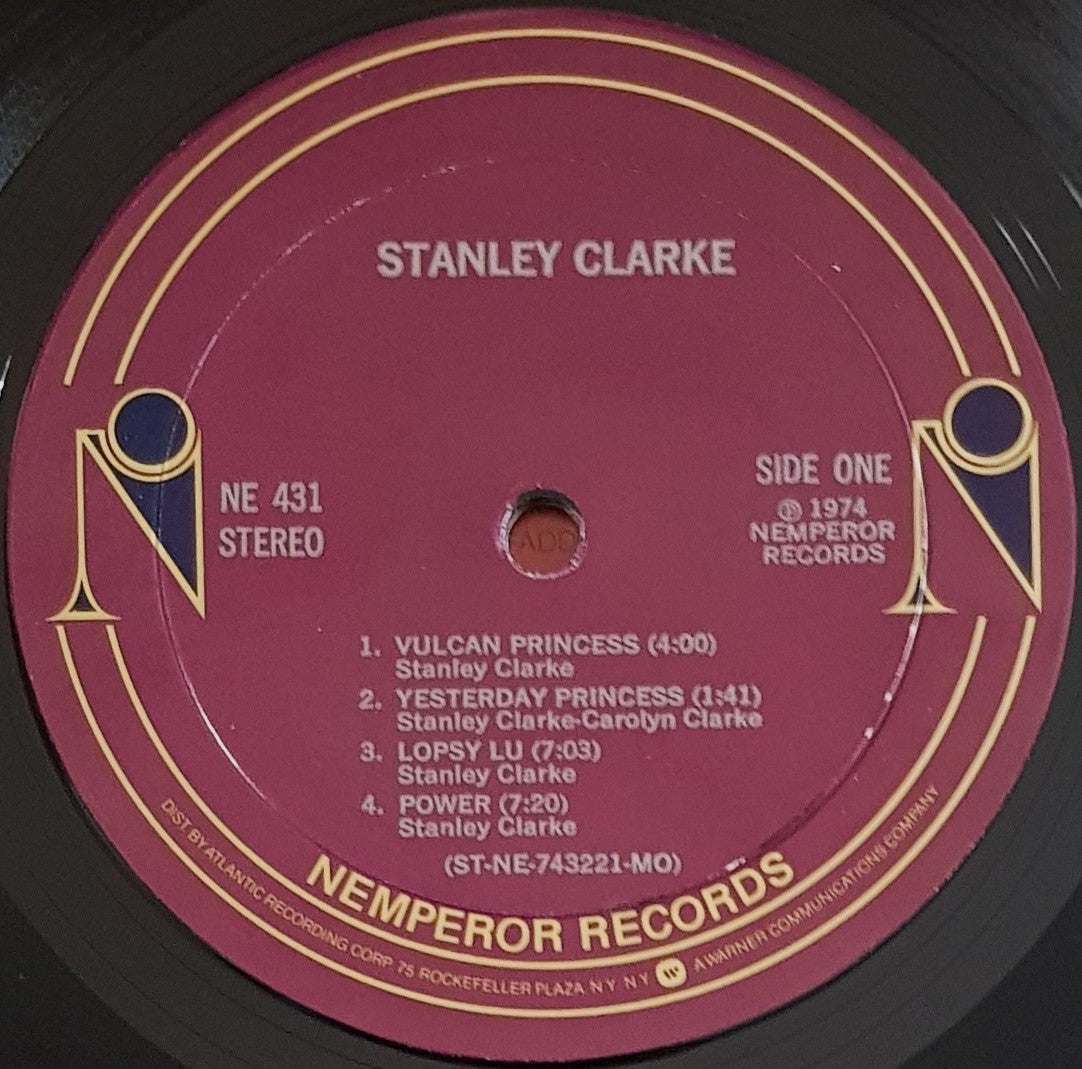 STANLEY CLARKE
NE 431
STEREO
SIDE ONE
℗ 1974
NEMPEROR
RECORDS
ADD
1. VULCAN PRINCESS (4:00)
Stanley Clarke
2. YESTERDAY PRINCESS (1:41)
Stanley Clarke-Carolyn Clarke
3. LOPSY LU (7:03)
Stanley Clarke
4. POWER (7:20)
Stanley Clarke
(ST-NE-743221-MO)
NEMPEROR RECORDS
DIST. BY ATLANTIC RECORDING CORP. 75 ROCKEFELLER PLAZA N Y N Y A WARNER COMMUNICATIONS COMPANY